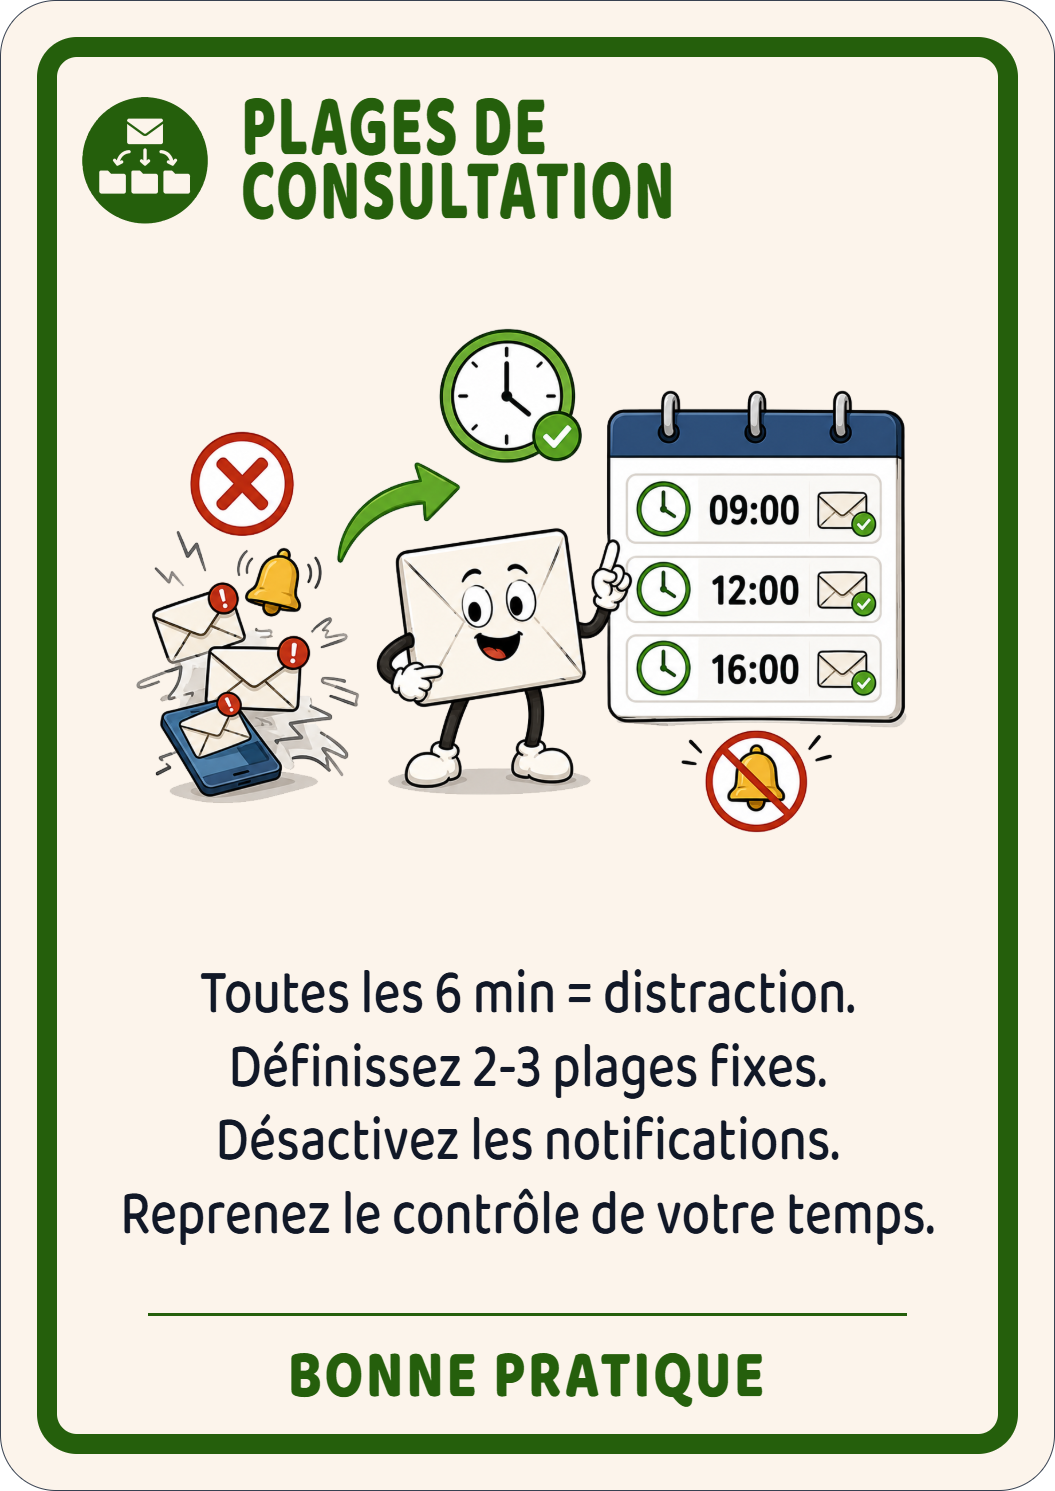 PLAGES DE
CONSULTATION
09:00
12:00
16:00
Toutes les 6 min = distraction.
Définissez 2-3 plages fixes.
Désactivez les notifications.
Reprenez le contrôle de votre temps.
BONNE PRATIQUE